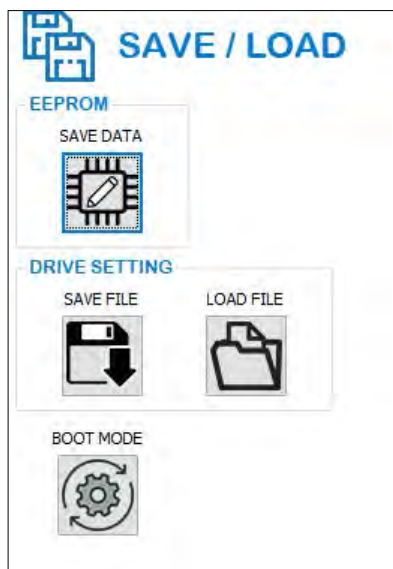 SAVE / LOAD
EEPROM
SAVE DATA
DRIVE SETTING
SAVE FILE LOAD FILE
BOOT MODE